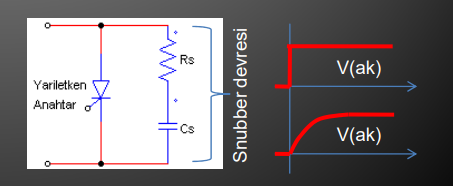 Yariletken
Anahtar
Rs
Cs
Snubber devresi
V(ak)
V(ak)